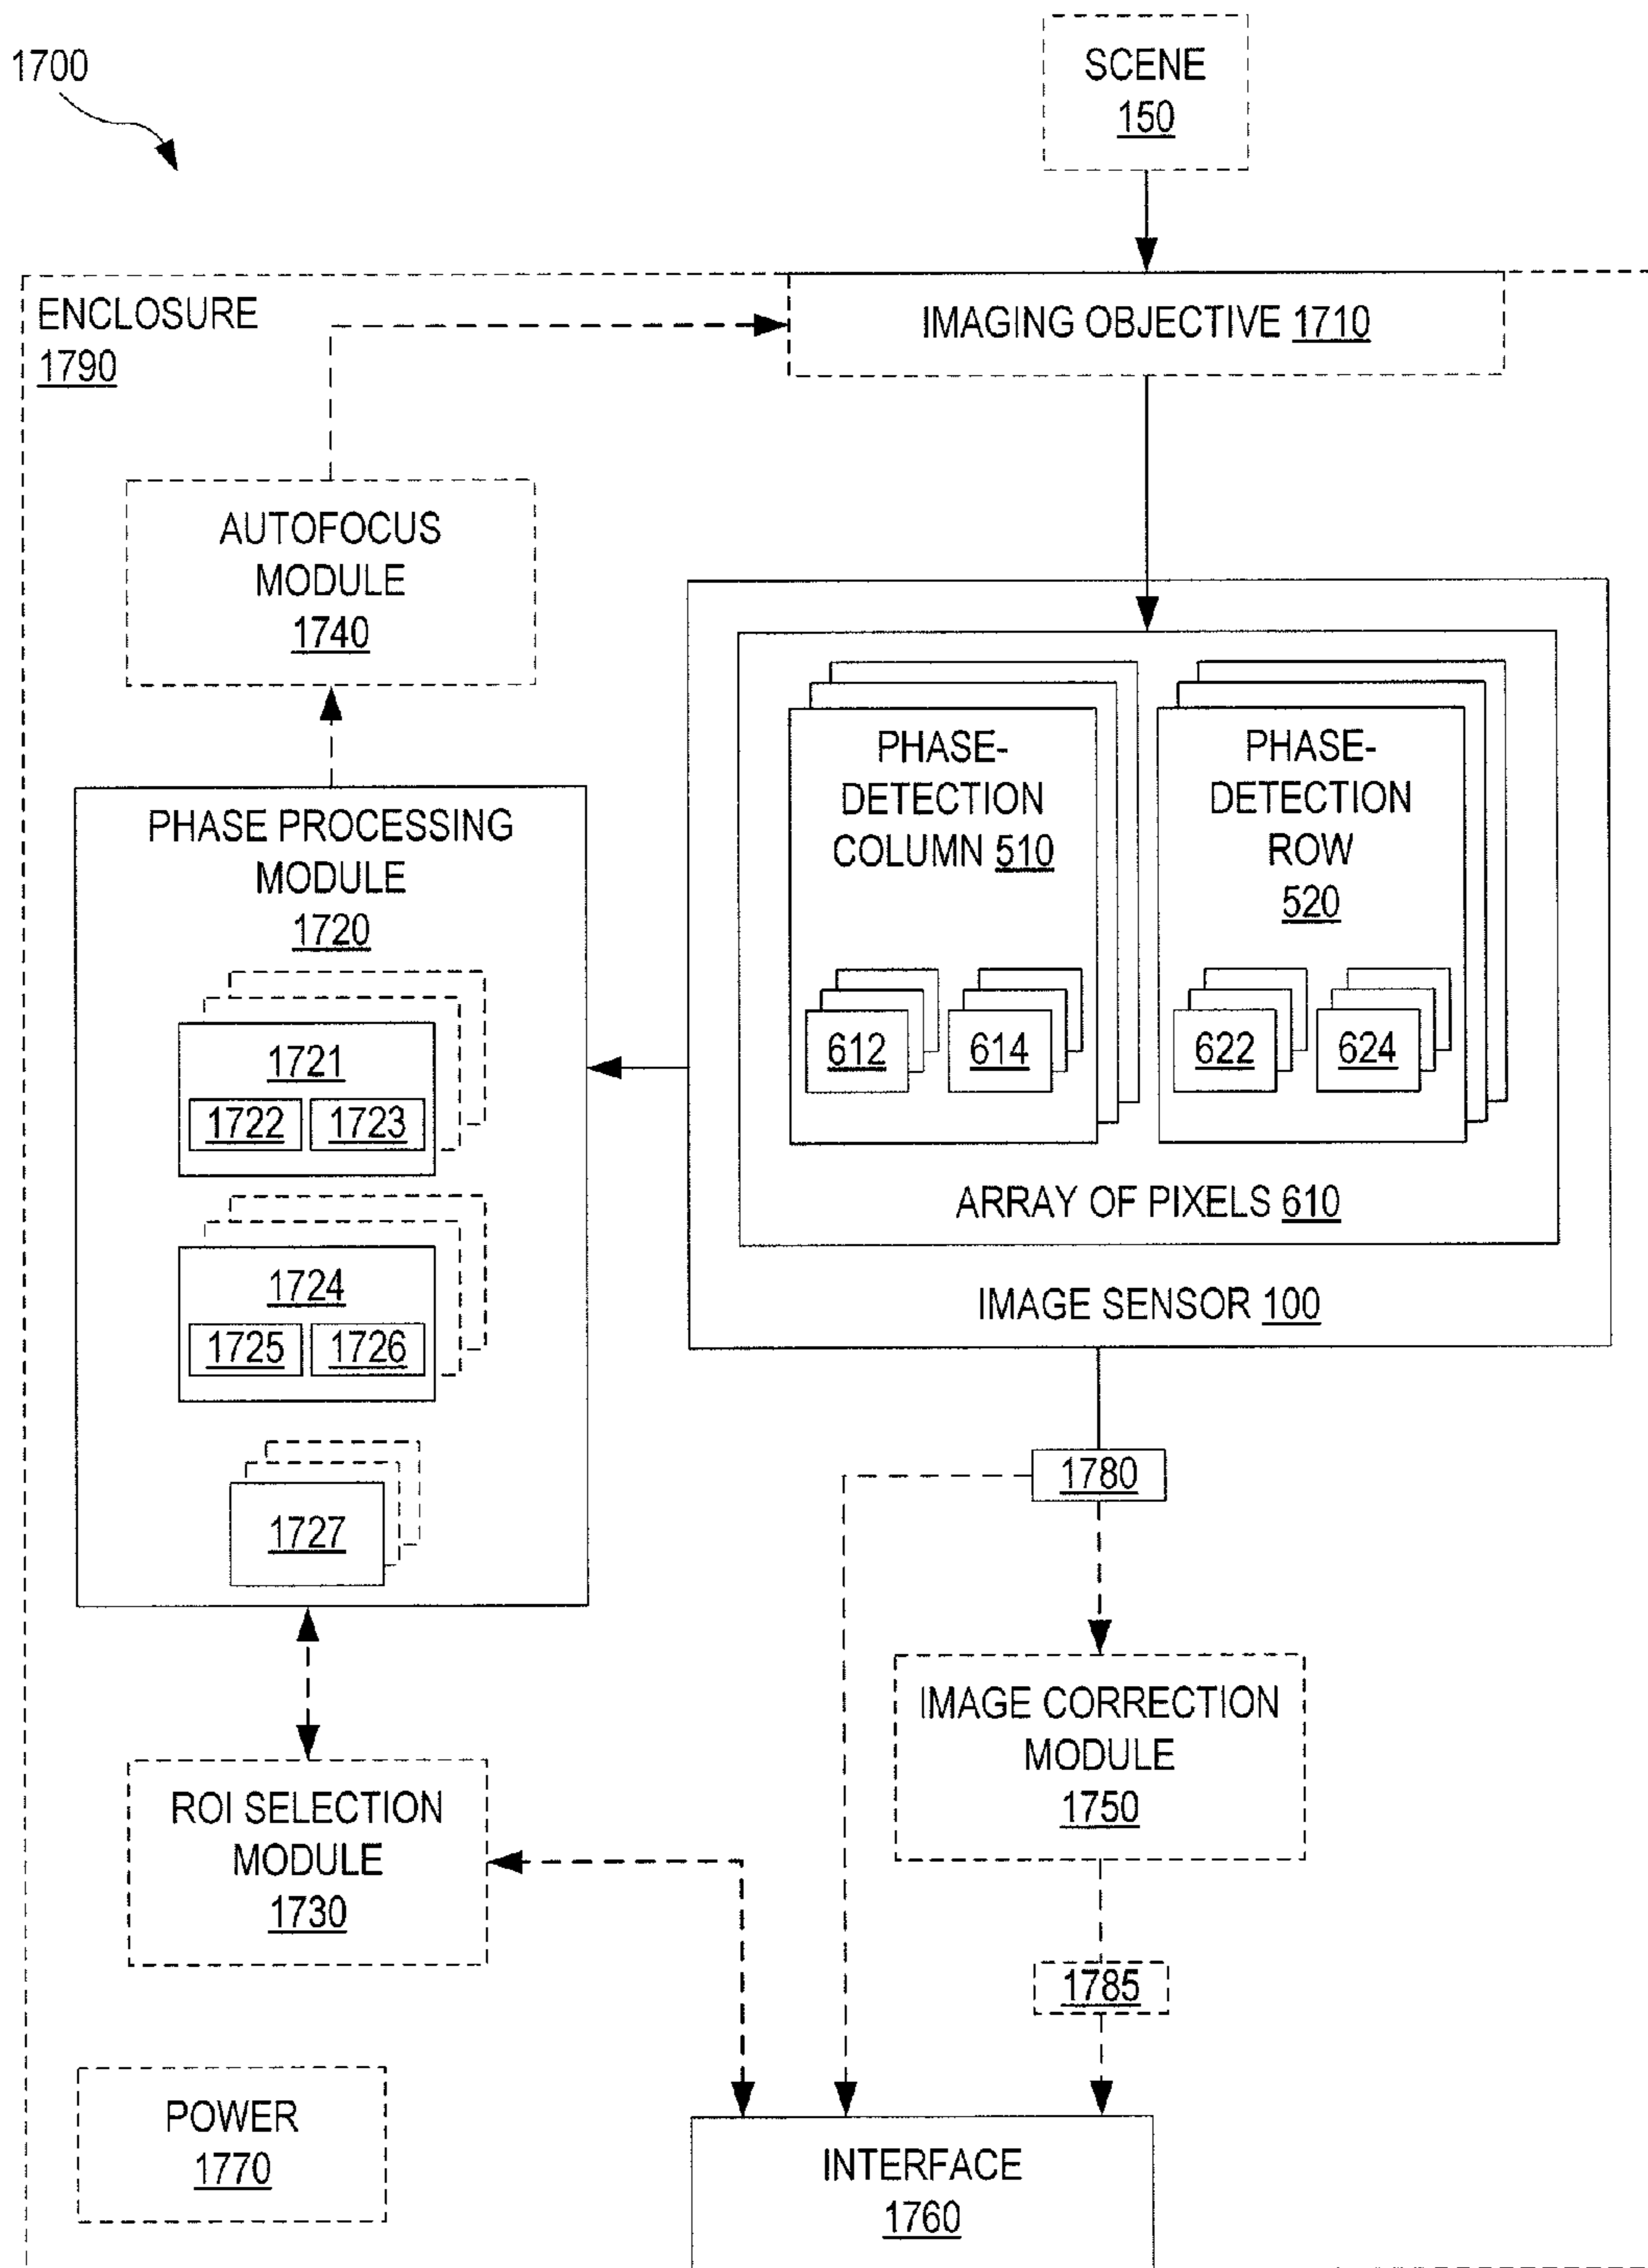 1700
SCENE
150
ENCLOSURE
1790
IMAGING OBJECTIVE 1710
AUTOFOCUS
MODULE
1740
PHASE PROCESSING
MODULE
1720
1721
1722
1723
1724
1725
1726
1727
PHASE-
DETECTION
COLUMN 510
612
614
PHASE-
DETECTION
ROW
520
622
624
ARRAY OF PIXELS 610
IMAGE SENSOR 100
1780
IMAGE CORRECTION
MODULE
1750
ROI SELECTION
MODULE
1730
1785
POWER
1770
INTERFACE
1760